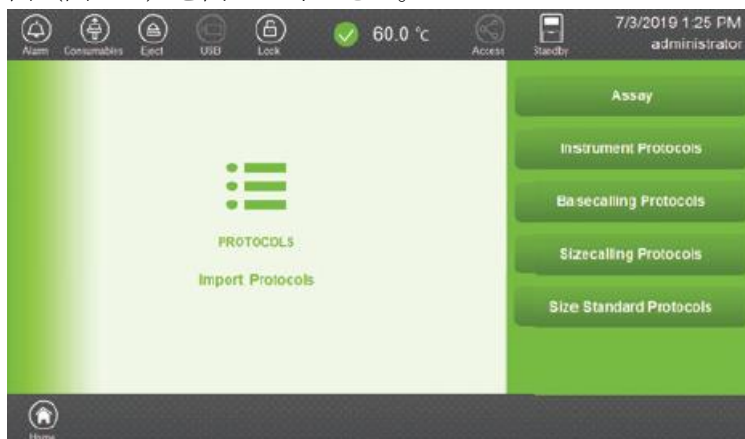 Alarm Consumables Eject USB Lock 60.0 °c Access Standby 7/3/2019 1:25 PM
administrator
Assay
Instrument Protocols
Basecalling Protocols
PROTOCOLS
Sizecalling Protocols
Import Protocols
Size Standard Protocols
Home